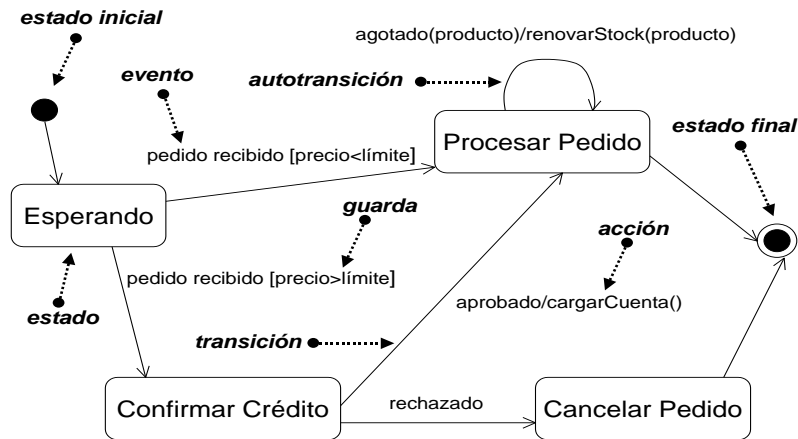 estado inicial
agotado(producto)/renovarStock(producto)
evento
autotransición
Procesar Pedido
estado final
pedido recibido [precio<límite]
Esperando
guarda
acción
pedido recibido [precio>límite]
estado
aprobado/cargarCuenta()
transición
Confirmar Crédito
rechazado
Cancelar Pedido